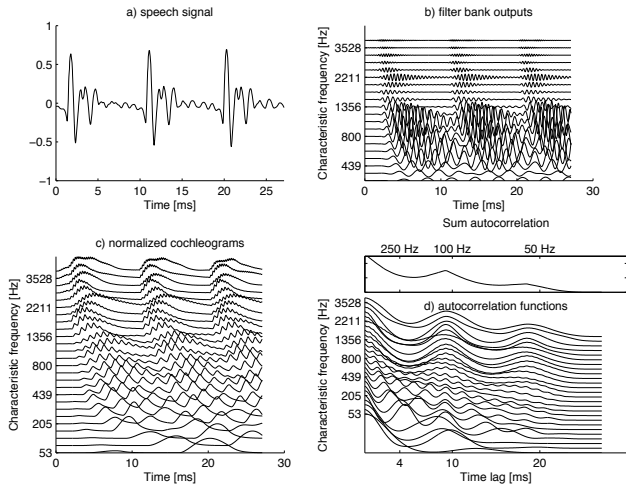 a) speech signal
1
0.5
0
−0.5
−1
0 5 10 15 20 25
Time [ms]
b) filter bank outputs
Characteristic frequency [Hz]
3528
2211
1356
800
439
0 10 20 30
Time [ms]
c) normalized cochleograms
Characteristic frequency [Hz]
3528
2211
1356
800
439
205
53
0 10 20 30
Time [ms]
Sum autocorrelation
250 Hz 100 Hz 50 Hz
d) autocorrelation functions
Characteristic frequency [Hz]
3528
2211
1356
800
439
205
53
4 10 20
Time lag [ms]